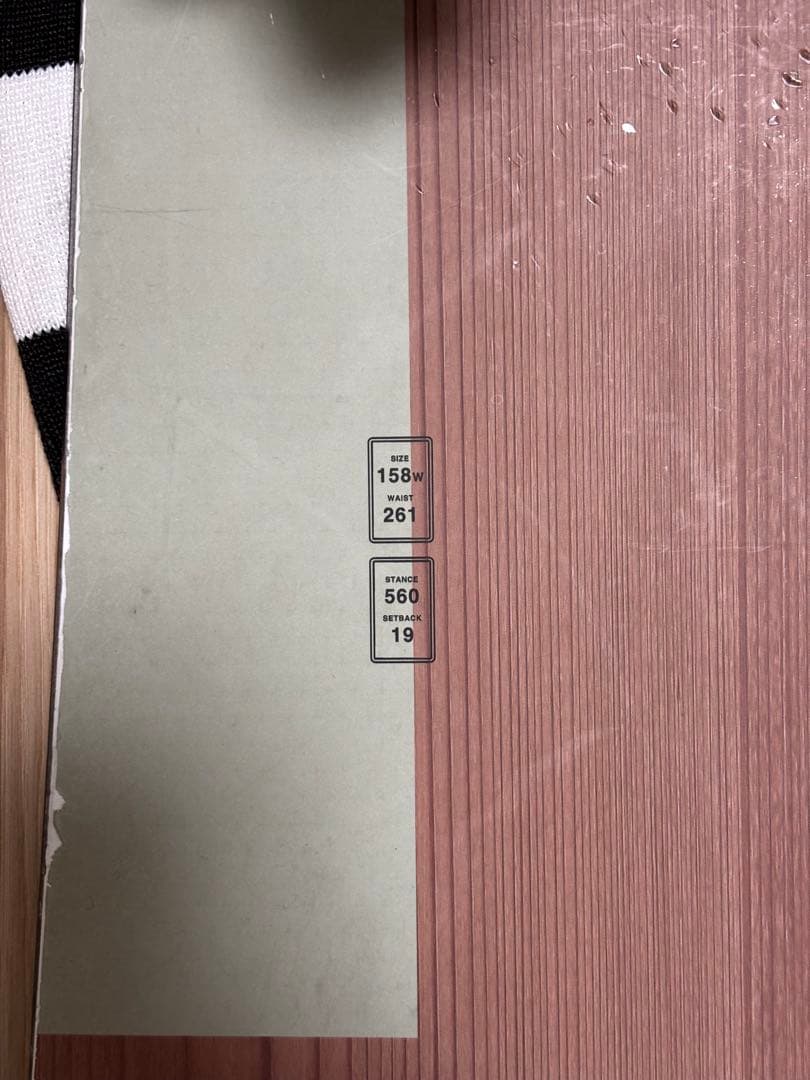 SIZE
158W
WAIST
261
STANCE
560
SETBACK
19